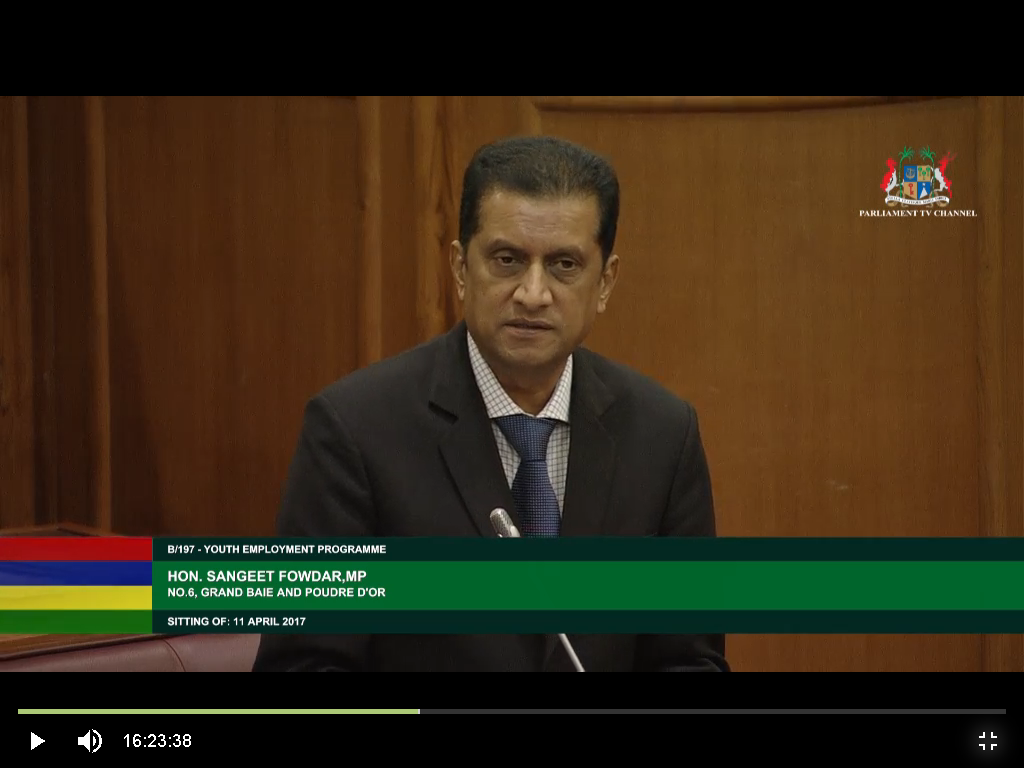 PARLIAMENT TV CHANNEL
B/197 - YOUTH EMPLOYMENT PROGRAMME
HON. SANGEET FOWDAR,MP
NO.6, GRAND BAIE AND POUDRE D'OR
SITTING OF: 11 APRIL 2017
16:23:38